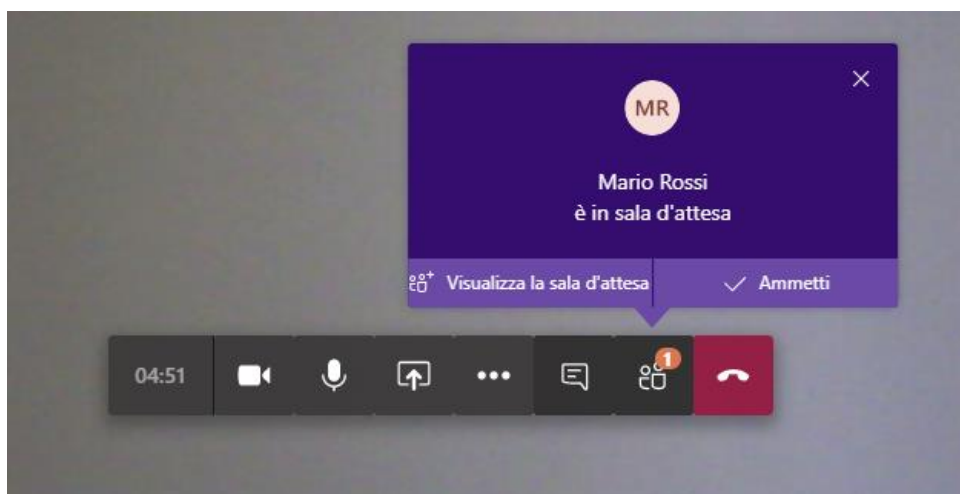 MR
Mario Rossi
è in sala d'attesa
Visualizza la sala d'attesa
Ammetti
04:51
1